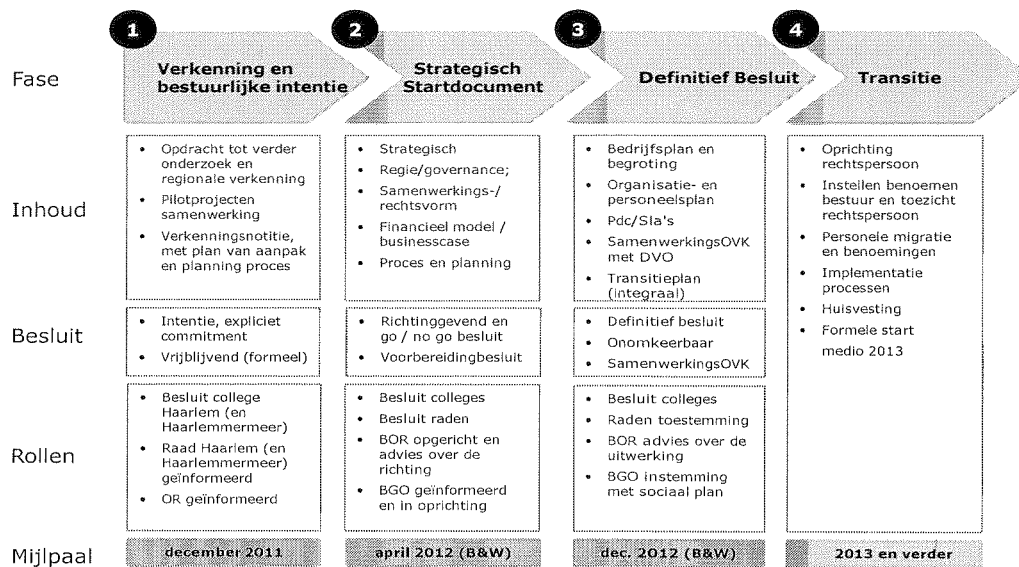 1
2
3
4
Fase
Verkenning en
bestuurlijke intentie
Strategisch
Startdocument
Definitief Besluit
Transitie
Inhoud
• Opdracht tot verder
onderzoek en
regionale verkenning
• Pilotprojecten
samenwerking
• Verkenningsnotitie,
met plan van aanpak
en planning proces
• Strategisch
• Regie/governance;
• Samenwerkings-/
rechtsvorm
• Financieel model /
businesscase
• Proces en planning
• Bedrijfsplan en
begroting
• Organisatie- en
personeelsplan
• Pdc/Sla's
• SamenwerkingsOVK
met DVO
• Transitieplan
(integraal)
• Oprichting
rechtspersoon
• Instellen benoemen
bestuur en toezicht
rechtspersoon
• Personele migratie
en benoemingen
• Implementatie
processen
• Huisvesting
• Formele start
medio 2013
Besluit
• Intentie, expliciet
commitment
• Vrijblijvend (formeel)
• Richtinggevend en
go / no go besluit
• Voorbereidingbesluit
• Definitief besluit
• Onomkeerbaar
• SamenwerkingsOVK
Rollen
• Besluit college
Haarlem (en
Haarlemmermeer)
• Raad Haarlem (en
Haarlemmermeer)
geïnformeerd
• OR geïnformeerd
• Besluit colleges
• Besluit raden
• BOR opgericht en
advies over de
richting
• BGO geïnformeerd
en in oprichting
• Besluit colleges
• Raden toestemming
• BOR advies over de
uitwerking
• BGO instemming
met sociaal plan
Mijlpaal
december 2011
april 2012 (B&W)
dec. 2012 (B&W)
2013 en verder